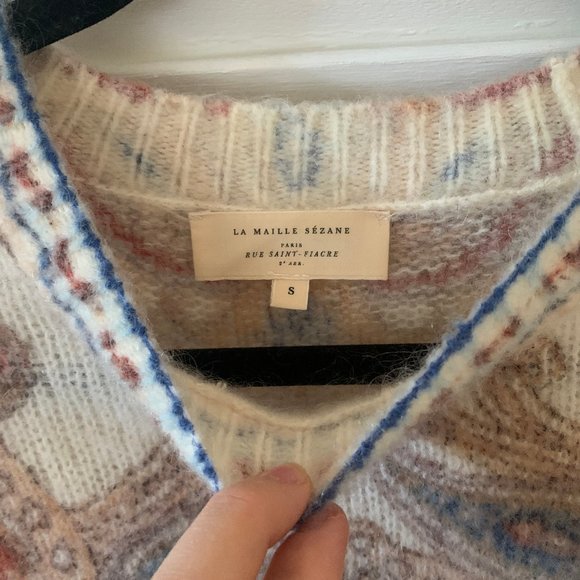 LA MAILLE SÉZANE
PARIS
RUE SAINT-FIACRE
2ᵉ ARR.
S